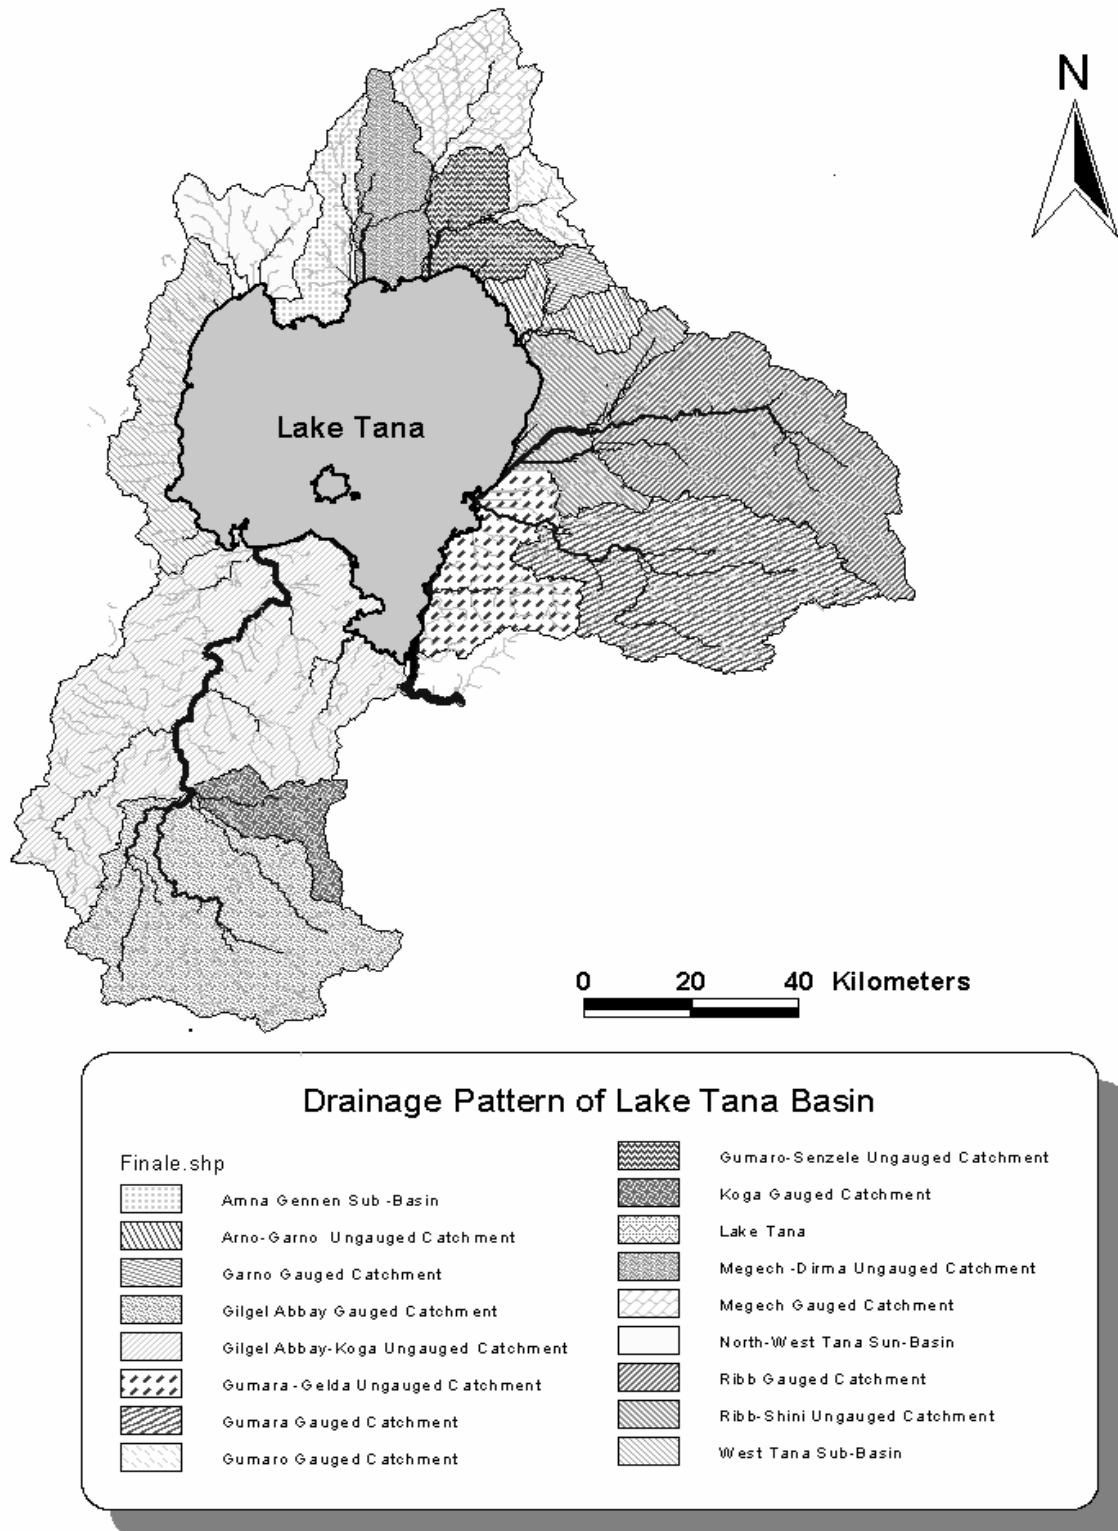 N
Lake Tana
0 20 40 Kilometers
Drainage Pattern of Lake Tana Basin
Finale.shp
Amna Gennen Sub -Basin
Arno-Garno Ungauged Catchment
Garno Gauged Catchment
Gilgel Abbay Gauged Catchment
Gilgel Abbay-Koga Ungauged Catchment
Gumara -Gelda Ungauged Catchment
Gumara Gauged Catchment
Gumaro Gauged Catchment
Gumaro-Senzele Ungauged Catchment
Koga Gauged Catchment
Lake Tana
Megech -Dirma Ungauged Catchment
Megech Gauged Catchment
North-West Tana Sun-Basin
Ribb Gauged Catchment
Ribb-Shini Ungauged Catchment
West Tana Sub-Basin